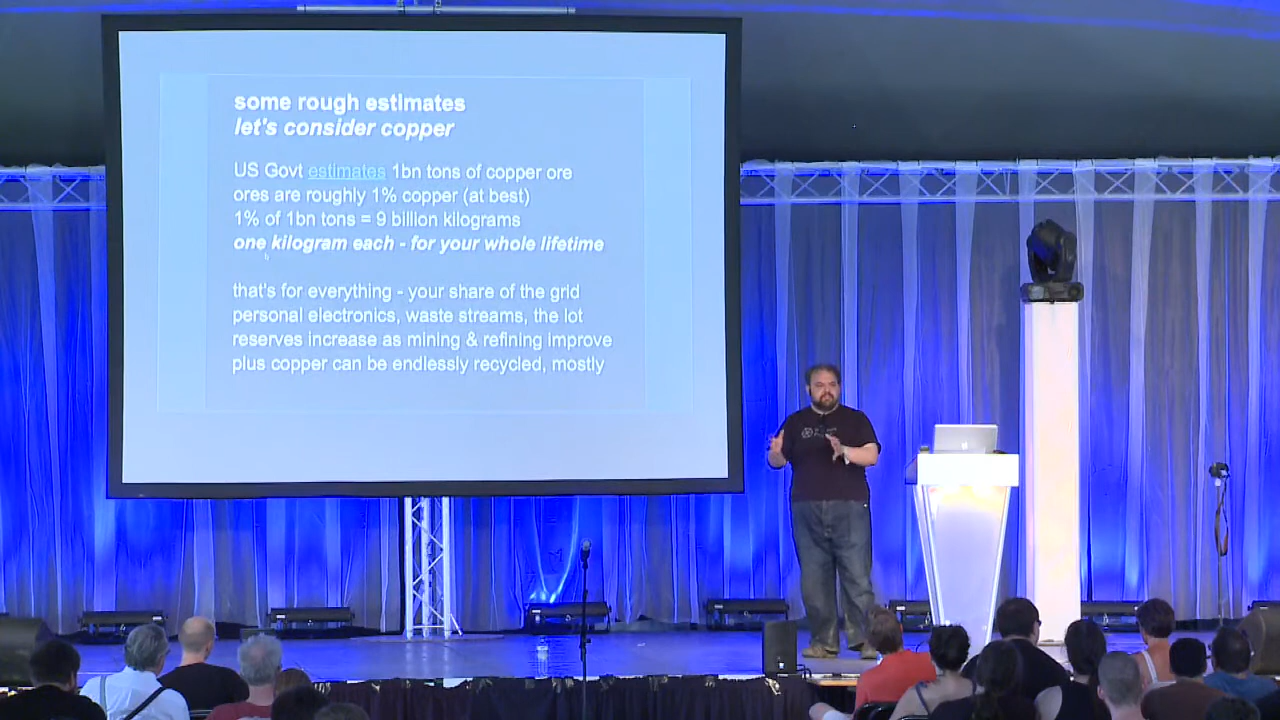 some rough estimates
let's consider copper
US Govt estimates 1bn tons of copper ore
ores are roughly 1% copper (at best)
1% of 1bn tons = 9 billion kilograms
one kilogram each - for your whole lifetime
that's for everything - your share of the grid
personal electronics, waste streams, the lot
reserves increase as mining & refining improve
plus copper can be endlessly recycled, mostly